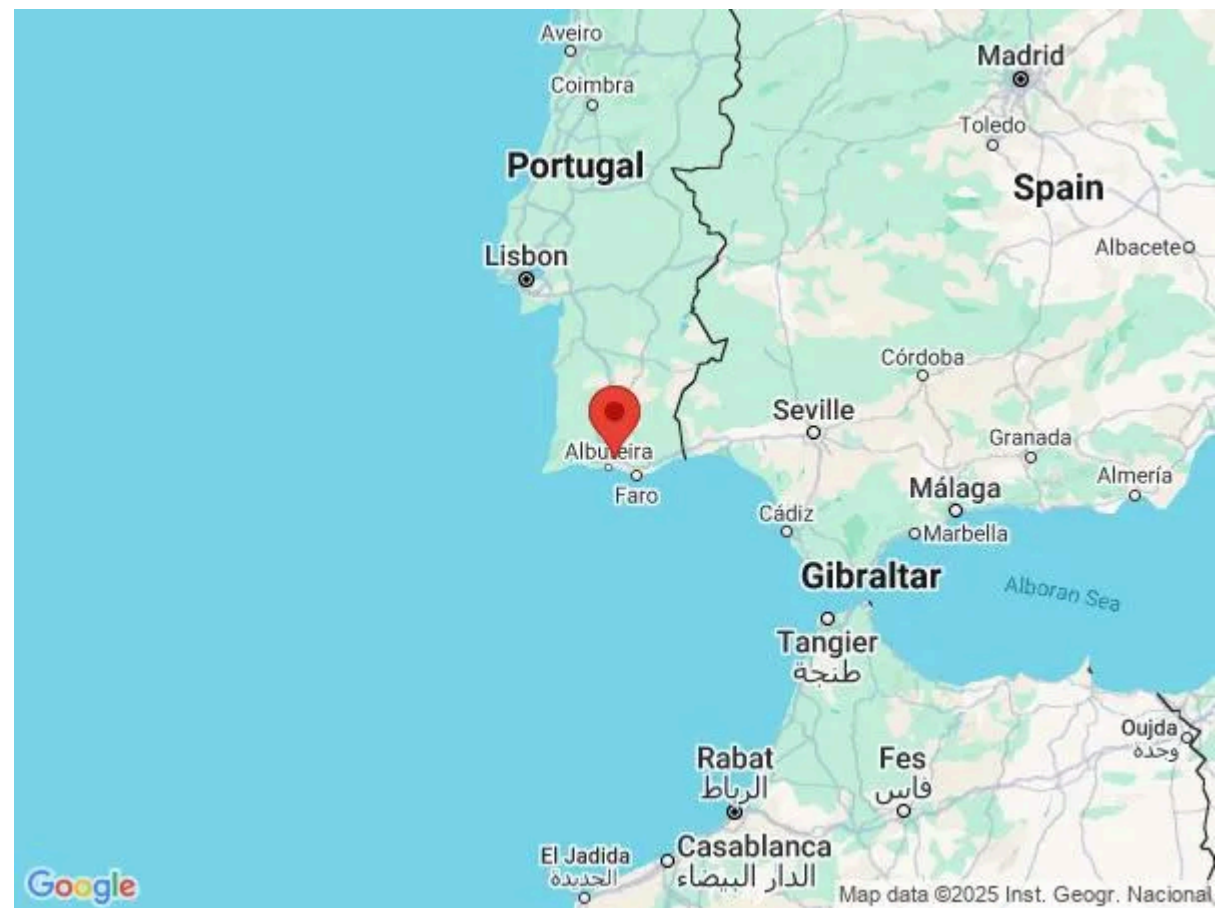 Aveiro
Madrid
Coimbra
Toledo
Portugal
Spain
Albacete
Lisbon
Córdoba
Seville
Granada
Albufeira
Almería
Faro
Málaga
Cádiz
Marbella
Gibraltar
Alboran Sea
Tangier
طنجة
Oujda
وجدة
Rabat
الرباط
Fes
فاس
Casablanca
الدار البيضاء
El Jadida
الجديدة
Google
Map data ©2025 Inst. Geogr. Nacional